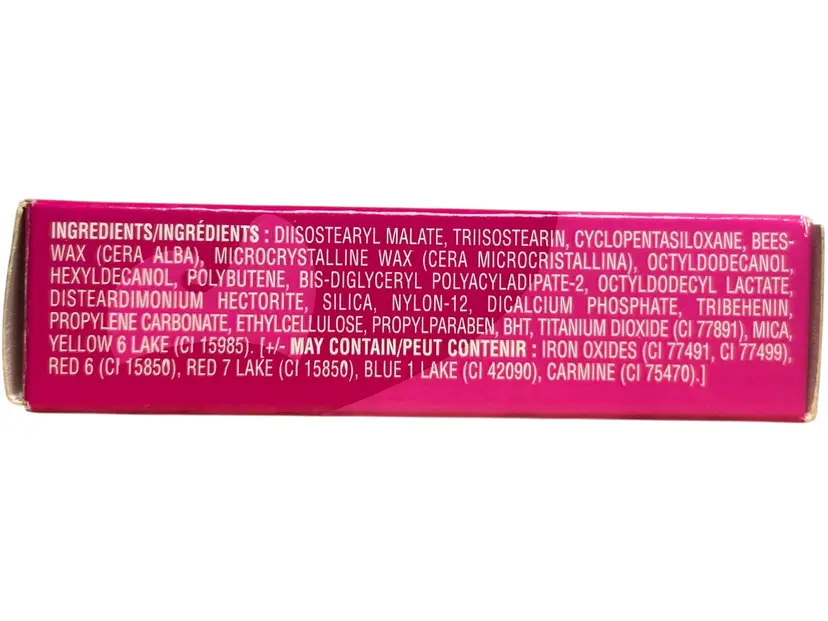 INGREDIENTS/INGRÉDIENTS : DIISOSTEARYL MALATE, TRIISOSTEARIN, CYCLOPENTASILOXANE, BEES-
WAX (CERA ALBA), MICROCRYSTALLINE WAX (CERA MICROCRISTALLINA), OCTYLDODECANOL,
HEXYLDECANOL, POLYBUTENE, BIS-DIGLYCERYL POLYACYLADIPATE-2, OCTYLDODECYL LACTATE,
DISTEARDIMONIUM HECTORITE, SILICA, NYLON-12, DICALCIUM PHOSPHATE, TRIBEHENIN,
PROPYLENE CARBONATE, ETHYLCELLULOSE, PROPYLPARABEN, BHT, TITANIUM DIOXIDE (CI 77891), MICA,
YELLOW 6 LAKE (CI 15985). [+/- MAY CONTAIN/PEUT CONTENIR : IRON OXIDES (CI 77491, CI 77499),
RED 6 (CI 15850), RED 7 LAKE (CI 15850), BLUE 1 LAKE (CI 42090), CARMINE (CI 75470).]